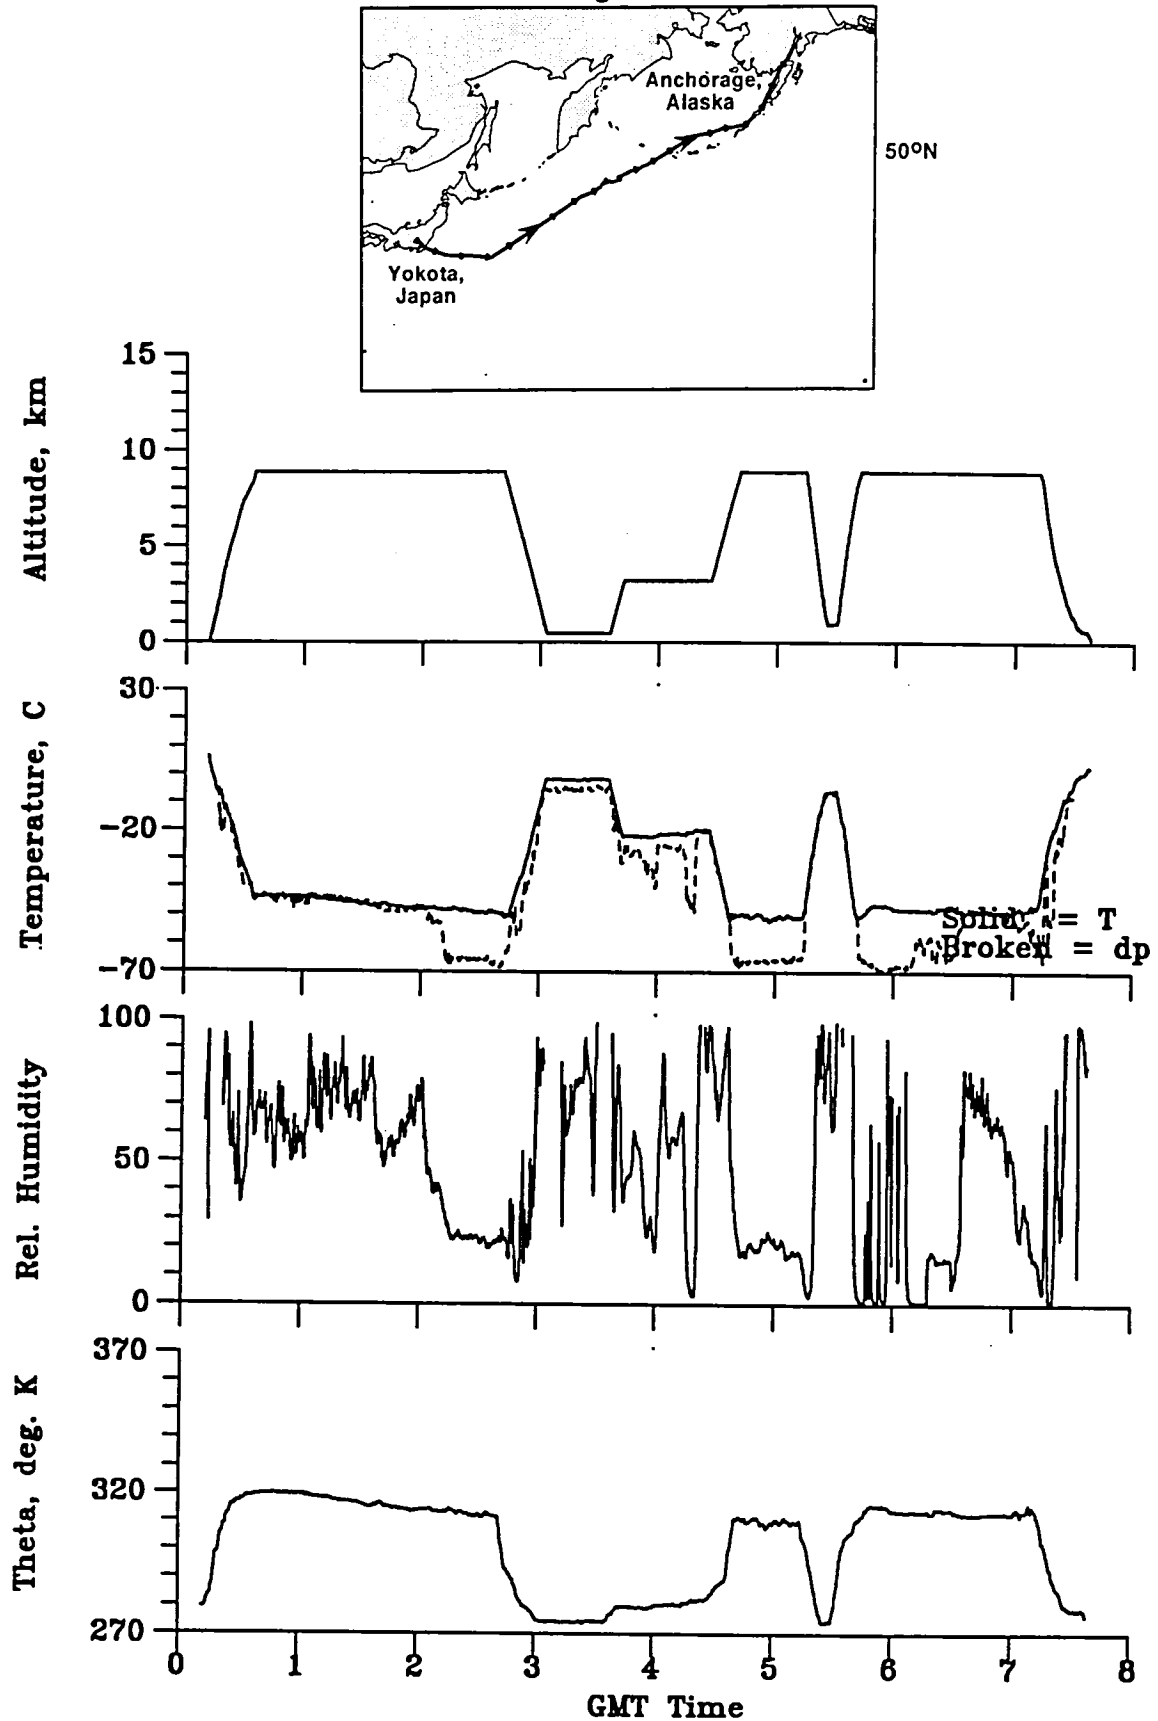 Anchorage,
Alaska
50°N
Yokota,
Japan
Altitude, km
15
10
5
0
Temperature, C
30
-20
-70
Solid = T
Broken = dp
Rel. Humidity
100
50
0
Theta, deg. K
370
320
270
0 1 2 3 4 5 6 7 8
GMT Time